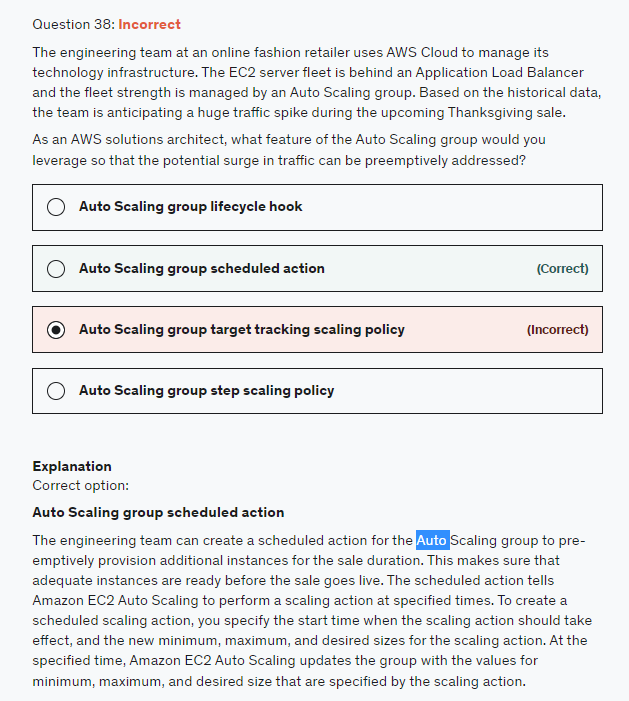 Question 38: Incorrect
The engineering team at an online fashion retailer uses AWS Cloud to manage its
technology infrastructure. The EC2 server fleet is behind an Application Load Balancer
and the fleet strength is managed by an Auto Scaling group. Based on the historical data,
the team is anticipating a huge traffic spike during the upcoming Thanksgiving sale.
As an AWS solutions architect, what feature of the Auto Scaling group would you
leverage so that the potential surge in traffic can be preemptively addressed?
Auto Scaling group lifecycle hook
Auto Scaling group scheduled action (Correct)
Auto Scaling group target tracking scaling policy (Incorrect)
Auto Scaling group step scaling policy
Explanation
Correct option:
Auto Scaling group scheduled action
The engineering team can create a scheduled action for the Auto Scaling group to pre-
emptively provision additional instances for the sale duration. This makes sure that
adequate instances are ready before the sale goes live. The scheduled action tells
Amazon EC2 Auto Scaling to perform a scaling action at specified times. To create a
scheduled scaling action, you specify the start time when the scaling action should take
effect, and the new minimum, maximum, and desired sizes for the scaling action. At the
specified time, Amazon EC2 Auto Scaling updates the group with the values for
minimum, maximum, and desired size that are specified by the scaling action.